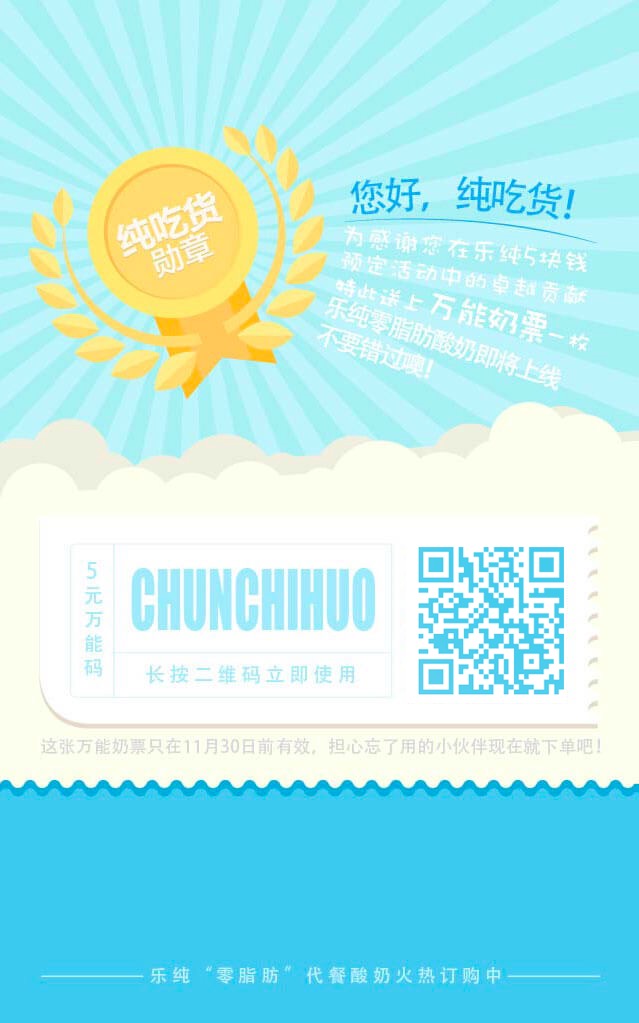 纯吃货
勋章
您好，纯吃货！
为感谢您在乐纯5块钱
预定活动中的卓越贡献
特此送上万能奶票一枚
乐纯零脂肪酸奶即将上线
不要错过噢！
5元万能码
CHUNCHIHUO
长按二维码立即使用
这张万能奶票只在11月30日前有效，担心忘了用的小伙伴现在就下单吧！
乐纯“零脂肪”代餐酸奶火热订购中